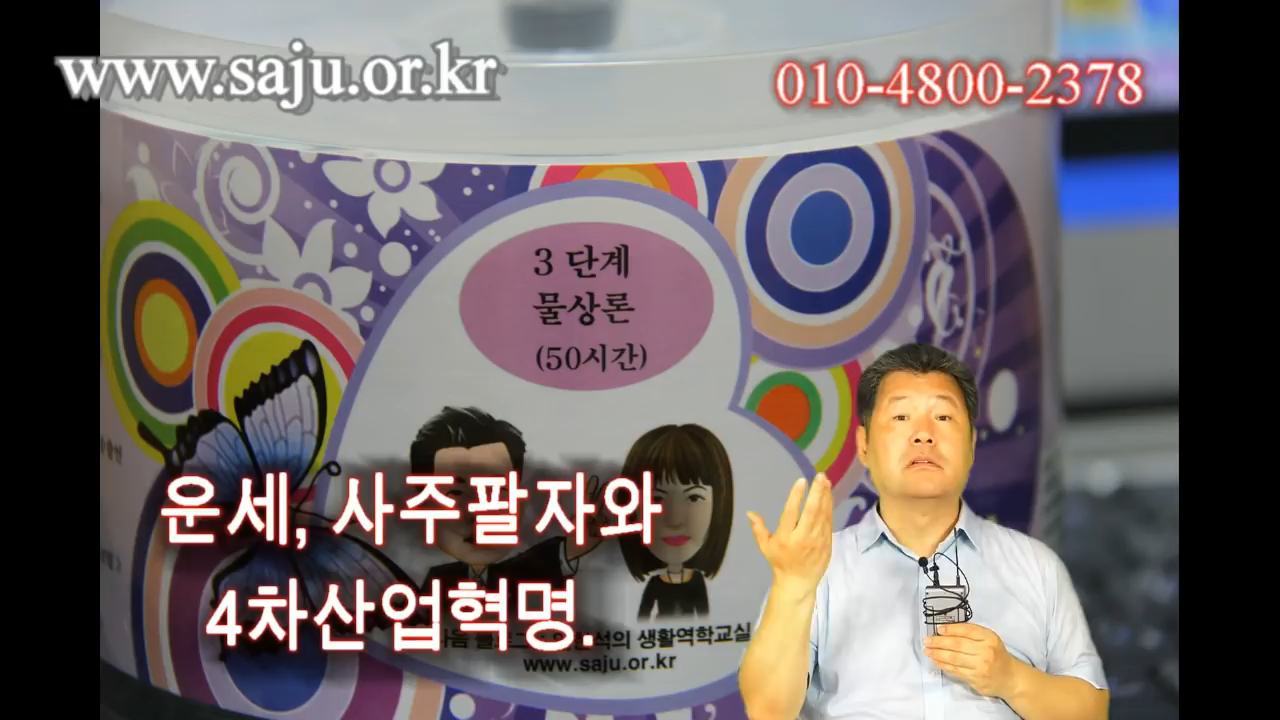 www.saju.or.kr
010-4800-2378
3 단계
물상론
(50시간)
운세, 사주팔자와
4차산업혁명.
생활역학교실
www.saju.or.kr